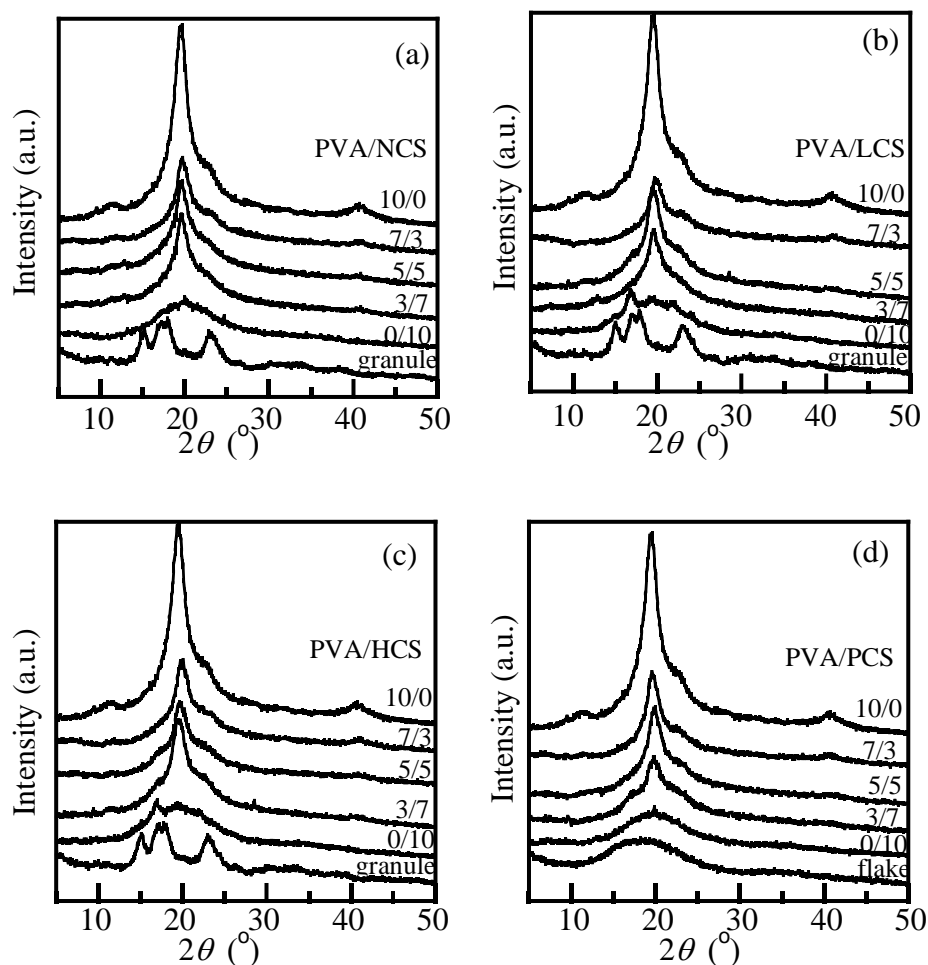 (a)
PVA/NCS
10/0
7/3
5/5
3/7
0/10
granule
Intensity (a.u.)
10 20 30 40 50
2θ (°)
(b)
PVA/LCS
10/0
7/3
5/5
3/7
0/10
granule
Intensity (a.u.)
10 20 30 40 50
2θ (°)
(c)
PVA/HCS
10/0
7/3
5/5
3/7
0/10
granule
Intensity (a.u.)
10 20 30 40 50
2θ (°)
(d)
PVA/PCS
10/0
7/3
5/5
3/7
0/10
flake
Intensity (a.u.)
10 20 30 40 50
2θ (°)